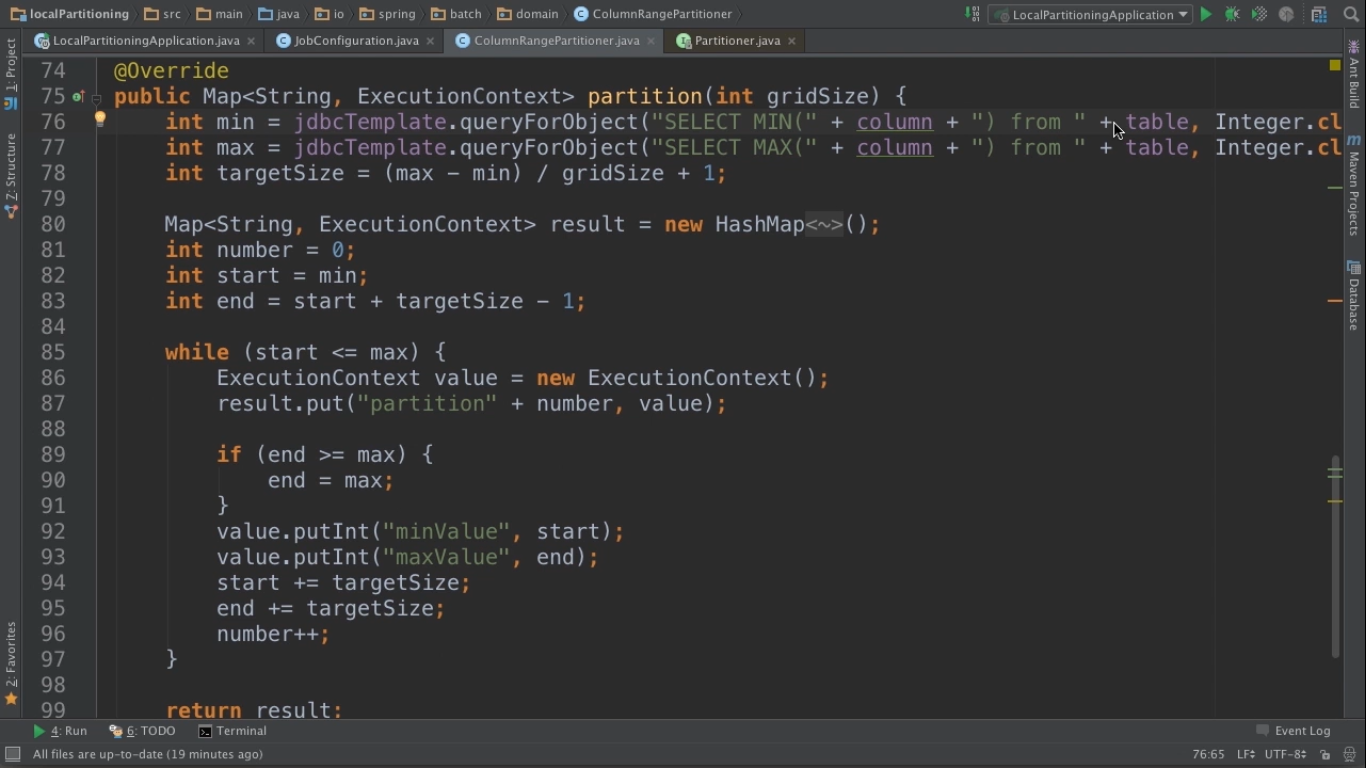 localPartitioning src main java io spring batch domain ColumnRangePartitioner LocalPartitioningApplication
LocalPartitioningApplication.java JobConfiguration.java ColumnRangePartitioner.java Partitioner.java
1: Project
7: Structure
2: Favorites
74 @Override
75 public Map<String, ExecutionContext> partition(int gridSize) {
76 int min = jdbcTemplate.queryForObject("SELECT MIN(" + column + ") from " + table, Integer.cl
77 int max = jdbcTemplate.queryForObject("SELECT MAX(" + column + ") from " + table, Integer.cl
78 int targetSize = (max - min) / gridSize + 1;
79
80 Map<String, ExecutionContext> result = new HashMap<~>();
81 int number = 0;
82 int start = min;
83 int end = start + targetSize - 1;
84
85 while (start <= max) {
86 ExecutionContext value = new ExecutionContext();
87 result.put("partition" + number, value);
88
89 if (end >= max) {
90 end = max;
91 }
92 value.putInt("minValue", start);
93 value.putInt("maxValue", end);
94 start += targetSize;
95 end += targetSize;
96 number++;
97 }
98
99 return result;
Ant Build
Maven Projects
Database
4: Run 6: TODO Terminal Event Log
All files are up-to-date (19 minutes ago) 76:65 LF UTF-8